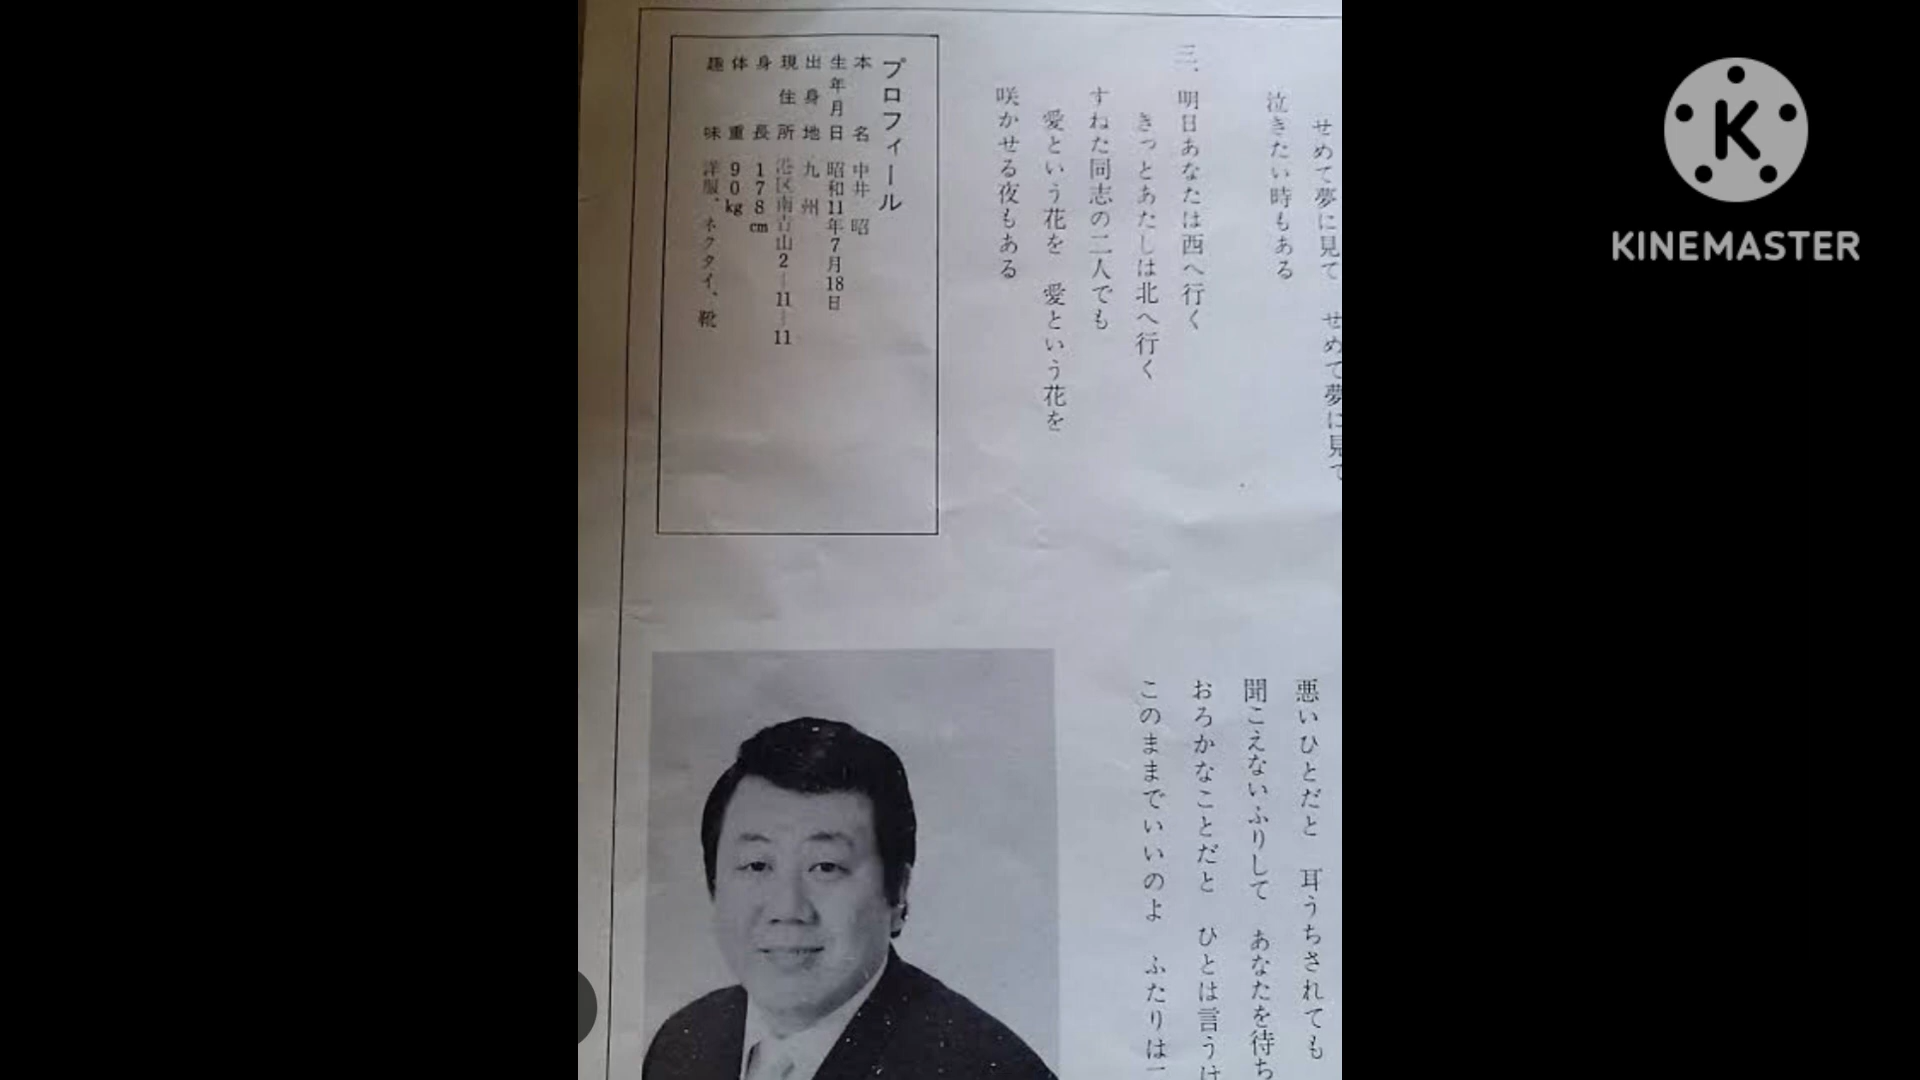 せめて夢に見て せめて夢に見て
泣きたい時もある
三、明日あなたは西へ行く
きっとあたしは北へ行く
すねた同志の二人でも
愛という花を 愛という花を
咲かせる夜もある
プロフィール
本名 中井 昭
生年月日 昭和11年7月18日
出身地 九州
現住所 港区南青山2-11-11
身長 178cm
体重 90kg
趣味 洋服、ネクタイ、靴
悪いひとだと 耳うちされても
聞こえないふりして あなたを待ち
おろかなことだと ひとは言うけ
このままでいいのよ ふたりは
KINEMASTER